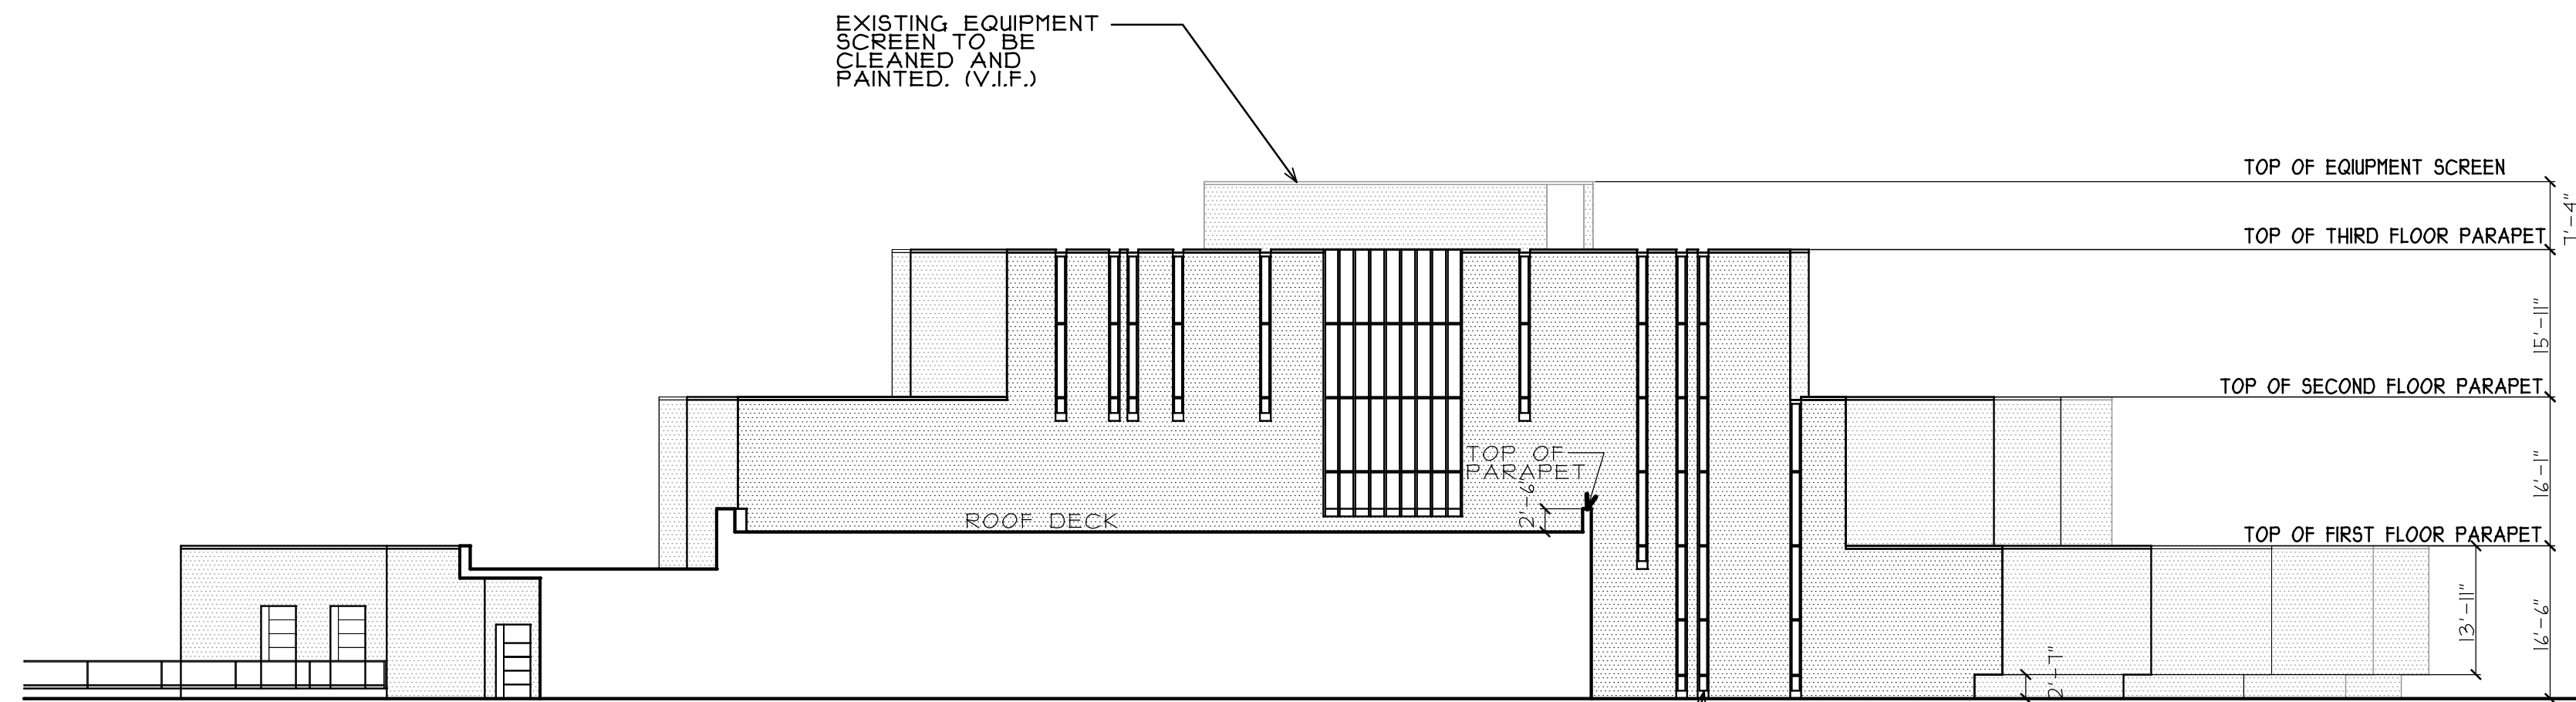 EXISTING EQUIPMENT
SCREEN TO BE
CLEANED AND
PAINTED. (V.I.F.)
TOP OF EQIUPMENT SCREEN
7'-4"
TOP OF THIRD FLOOR PARAPET
15'-11"
TOP OF SECOND FLOOR PARAPET
TOP OF
PARAPET
16'-1"
2'-6"
ROOF DECK
TOP OF FIRST FLOOR PARAPET
13'-11"
16'-6"
2'-7"